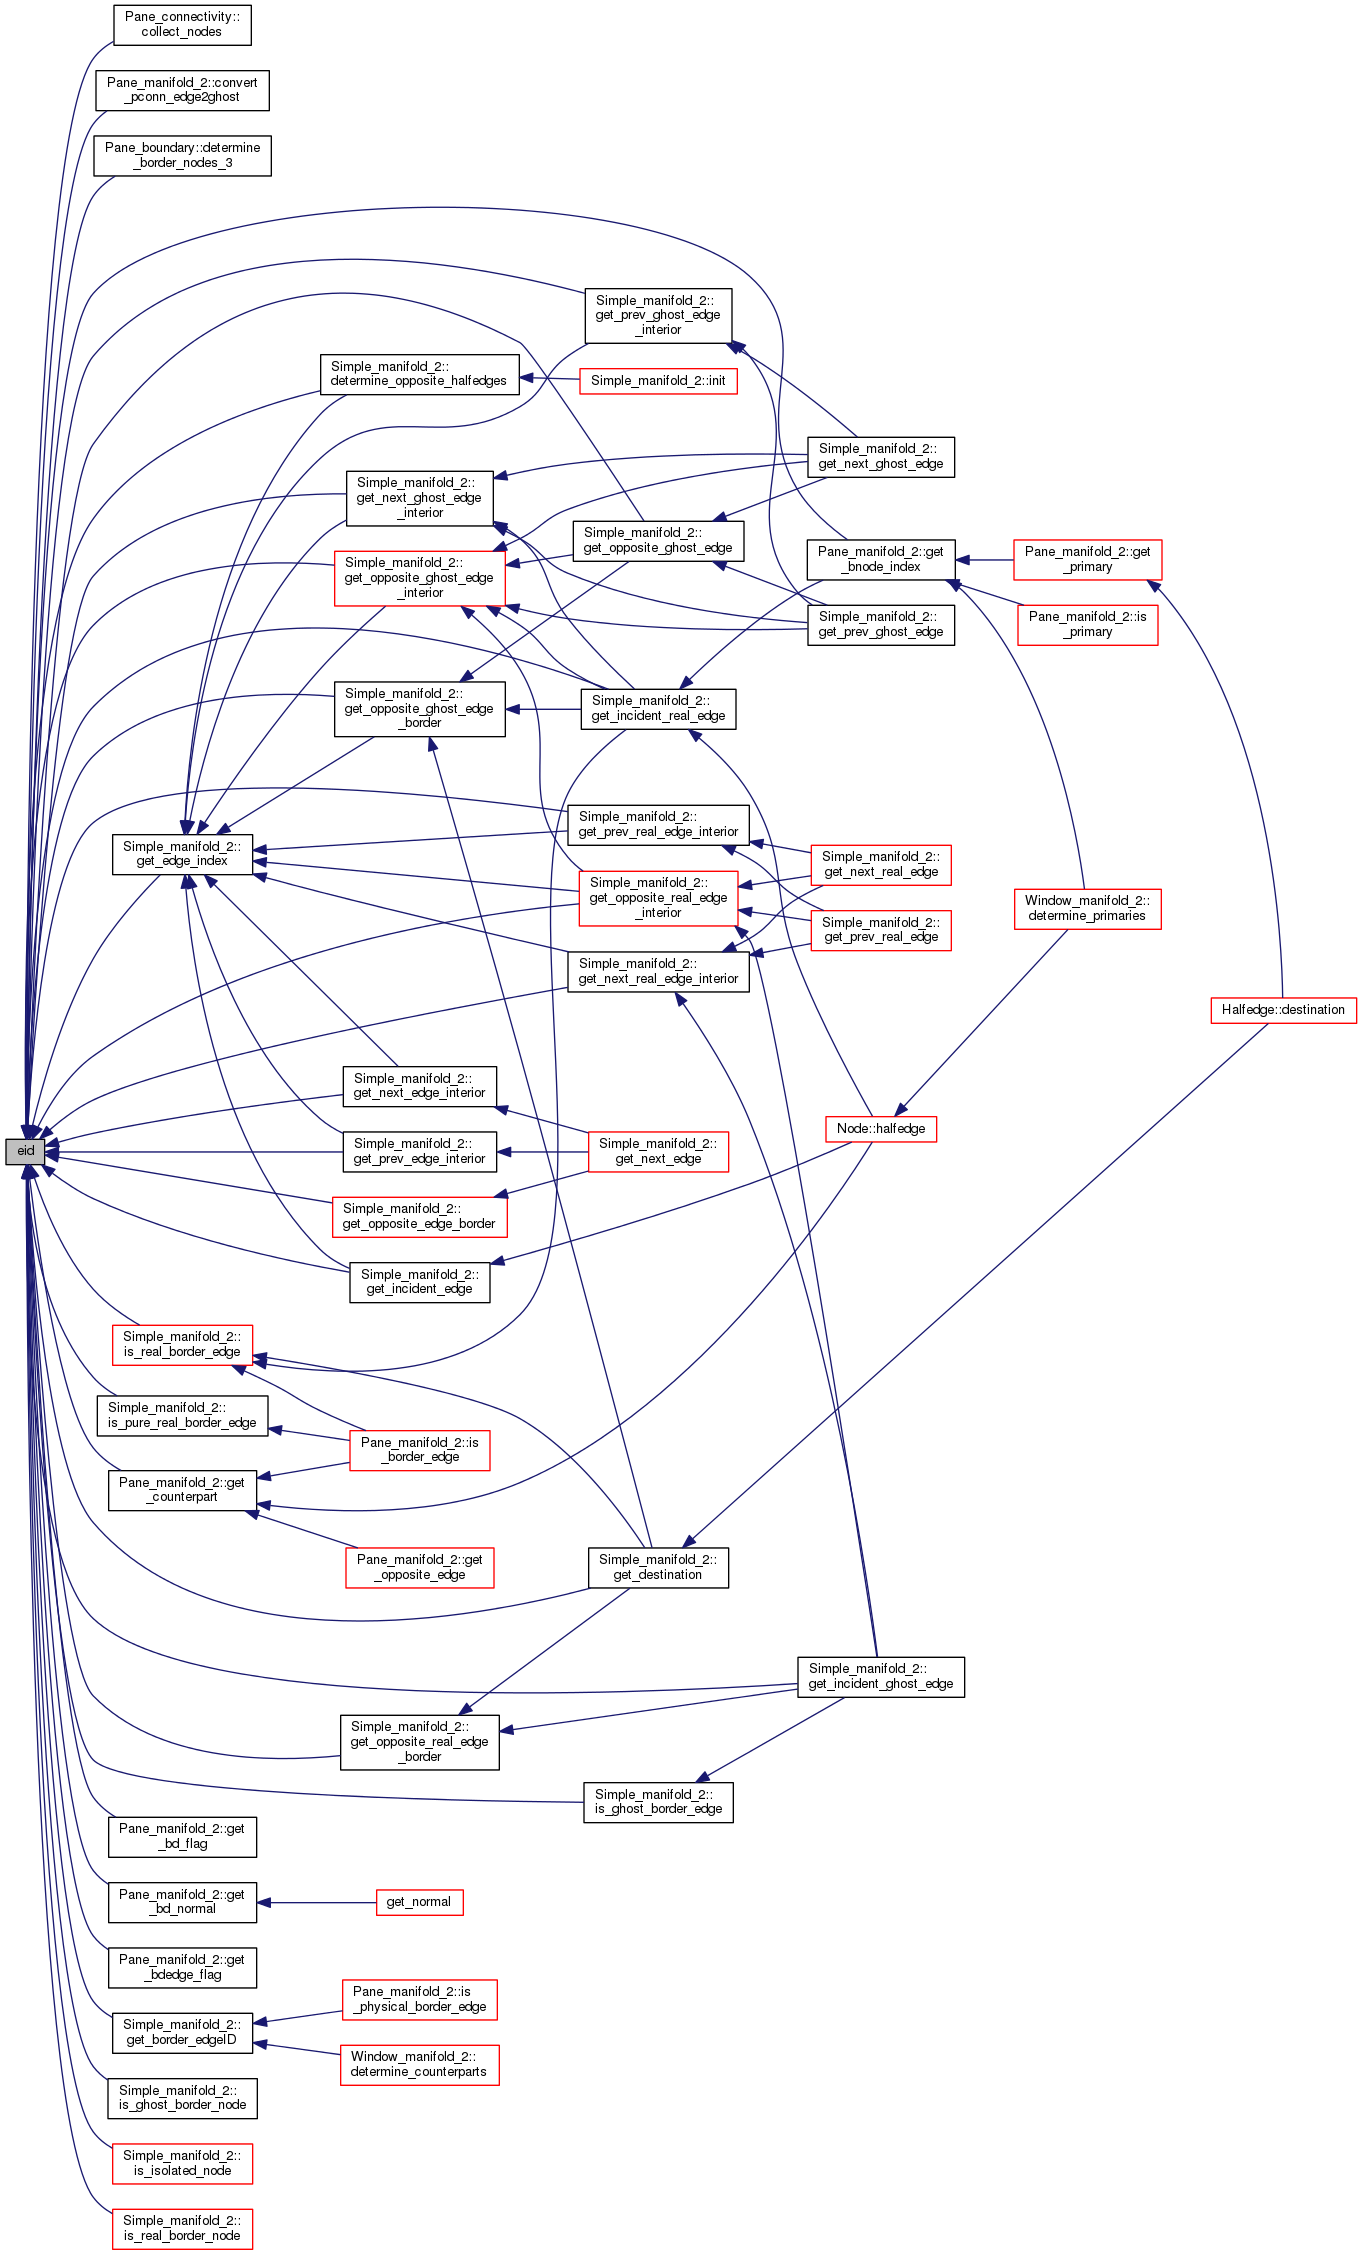 Pane_connectivity::
collect_nodes
Pane_manifold_2::convert
_pconn_edge2ghost
Pane_boundary::determine
_border_nodes_3
Simple_manifold_2::
get_prev_ghost_edge
_interior
Simple_manifold_2::
determine_opposite_halfedges
Simple_manifold_2::init
Simple_manifold_2::
get_next_ghost_edge
Simple_manifold_2::
get_next_ghost_edge
_interior
Simple_manifold_2::
get_opposite_ghost_edge
Pane_manifold_2::get
_bnode_index
Pane_manifold_2::get
_primary
Simple_manifold_2::
get_opposite_ghost_edge
_interior
Simple_manifold_2::
get_prev_ghost_edge
Pane_manifold_2::is
_primary
Simple_manifold_2::
get_opposite_ghost_edge
_border
Simple_manifold_2::
get_incident_real_edge
Simple_manifold_2::
get_prev_real_edge_interior
Simple_manifold_2::
get_edge_index
Simple_manifold_2::
get_next_real_edge
Simple_manifold_2::
get_opposite_real_edge
_interior
Window_manifold_2::
determine_primaries
Simple_manifold_2::
get_prev_real_edge
Simple_manifold_2::
get_next_real_edge_interior
Halfedge::destination
Simple_manifold_2::
get_next_edge_interior
Node::halfedge
eid
Simple_manifold_2::
get_prev_edge_interior
Simple_manifold_2::
get_next_edge
Simple_manifold_2::
get_opposite_edge_border
Simple_manifold_2::
get_incident_edge
Simple_manifold_2::
is_real_border_edge
Simple_manifold_2::
is_pure_real_border_edge
Pane_manifold_2::is
_border_edge
Pane_manifold_2::get
_counterpart
Pane_manifold_2::get
_opposite_edge
Simple_manifold_2::
get_destination
Simple_manifold_2::
get_incident_ghost_edge
Simple_manifold_2::
get_opposite_real_edge
_border
Simple_manifold_2::
is_ghost_border_edge
Pane_manifold_2::get
_bd_flag
Pane_manifold_2::get
_bd_normal
get_normal
Pane_manifold_2::get
_bdedge_flag
Pane_manifold_2::is
_physical_border_edge
Simple_manifold_2::
get_border_edgeID
Window_manifold_2::
determine_counterparts
Simple_manifold_2::
is_ghost_border_node
Simple_manifold_2::
is_isolated_node
Simple_manifold_2::
is_real_border_node